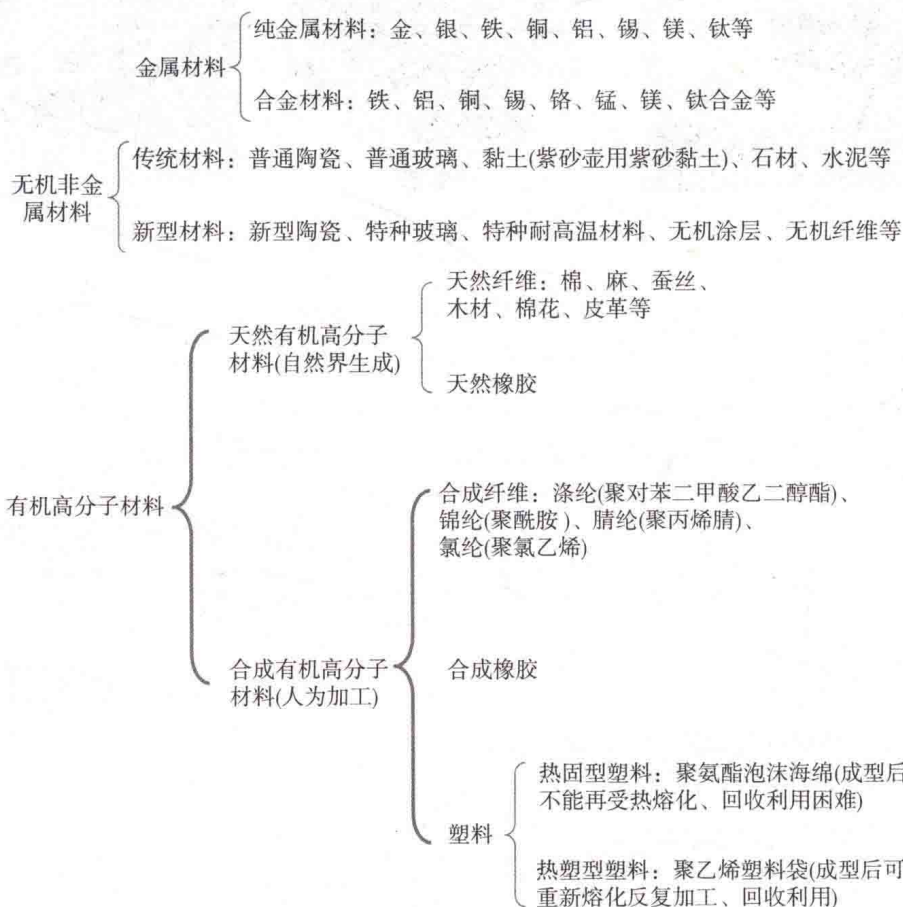 纯金属材料：金、银、铁、铜、铝、锡、镁、钛等
金属材料
合金材料：铁、铝、铜、锡、铬、锰、镁、钛合金等
传统材料：普通陶瓷、普通玻璃、黏土(紫砂壶用紫砂黏土)、石材、水泥等
无机非金
属材料
新型材料：新型陶瓷、特种玻璃、特种耐高温材料、无机涂层、无机纤维等
天然纤维：棉、麻、蚕丝、
木材、棉花、皮革等
天然有机高分子
材料(自然界生成)
天然橡胶
有机高分子材料
合成纤维：涤纶(聚对苯二甲酸乙二醇酯)、
锦纶(聚酰胺)、腈纶(聚丙烯腈)、
氯纶(聚氯乙烯)
合成有机高分子
材料(人为加工)
合成橡胶
热固型塑料：聚氨酯泡沫海绵(成型后
不能再受热熔化、回收利用困难)
塑料
热塑型塑料：聚乙烯塑料袋(成型后可
重新熔化反复加工、回收利用)